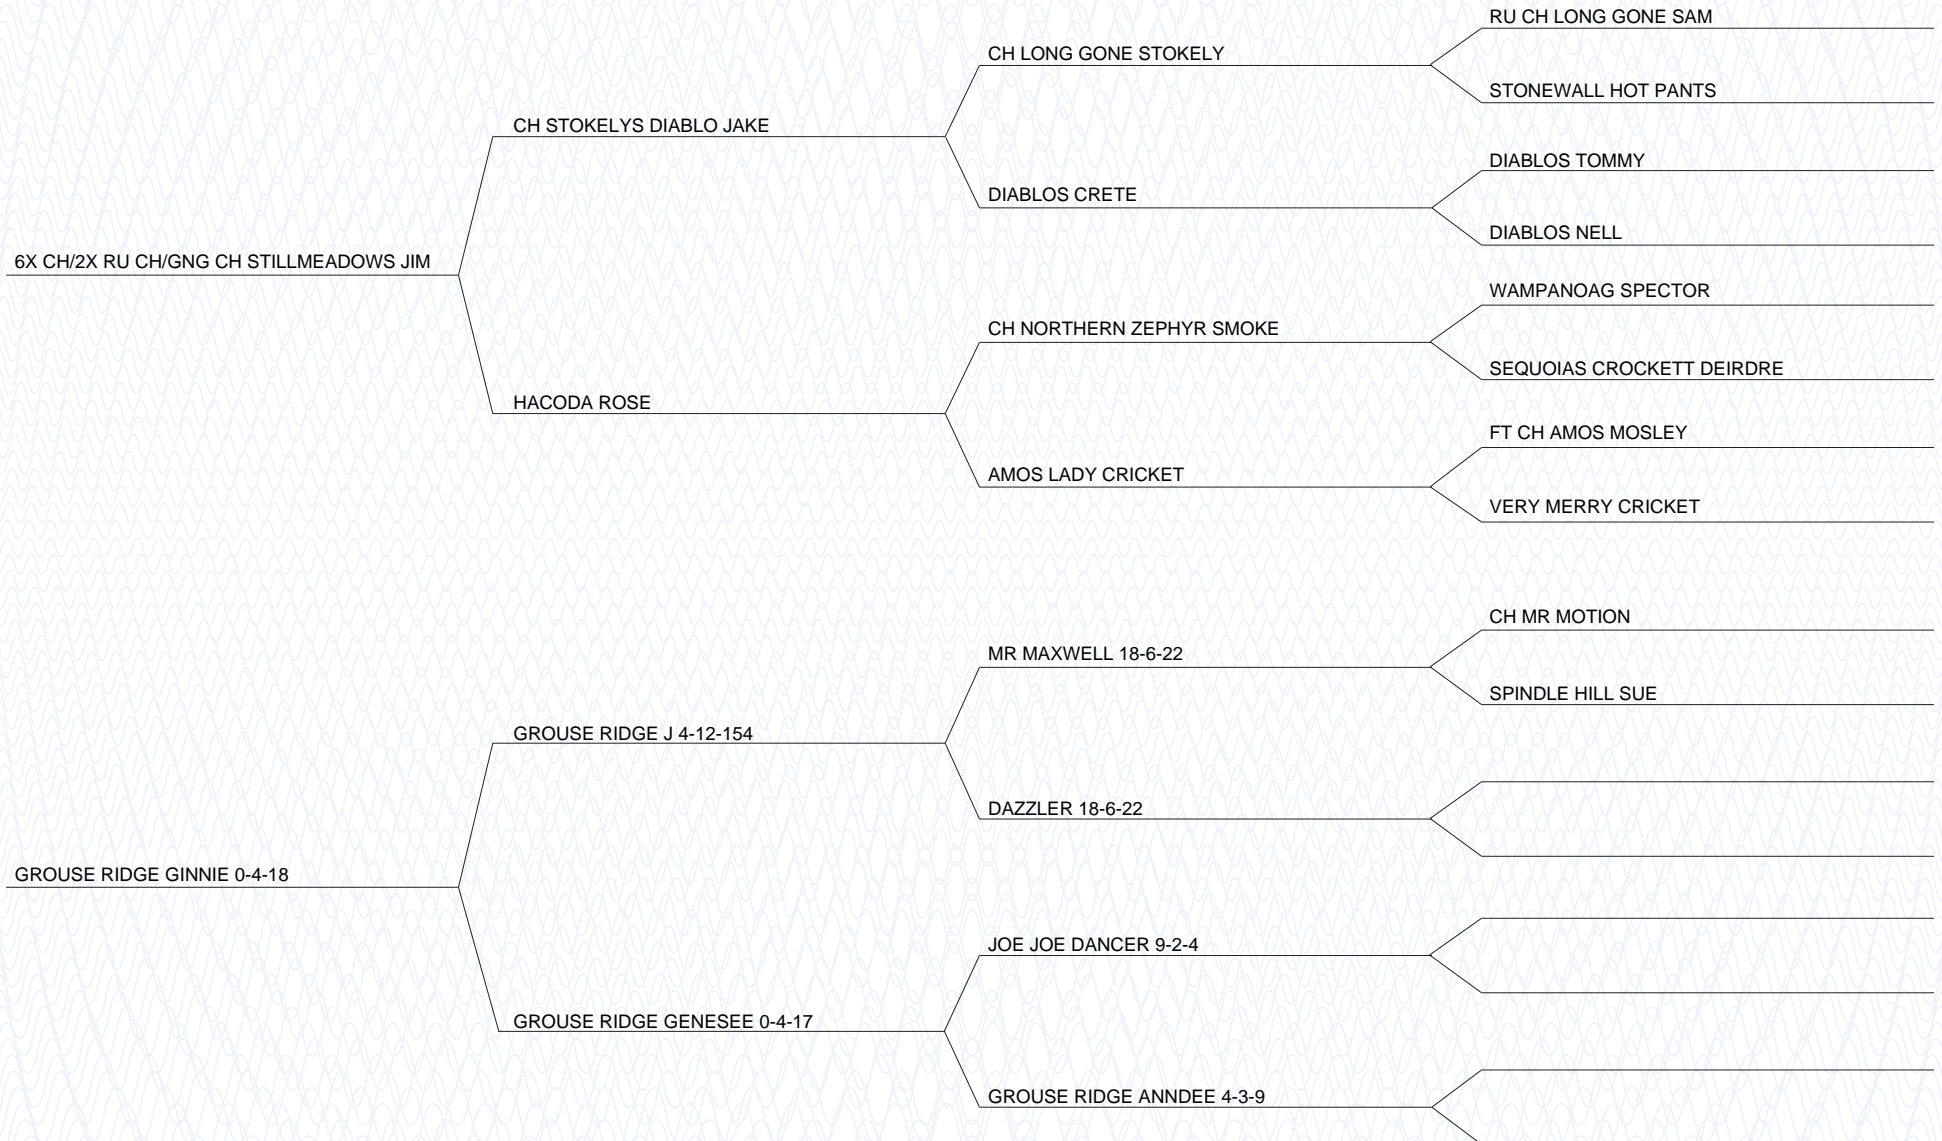 RU CH LONG GONE SAM
CH LONG GONE STOKELY
STONEWALL HOT PANTS
CH STOKELYS DIABLO JAKE
DIABLOS TOMMY
DIABLOS CRETE
DIABLOS NELL
6X CH/2X RU CH/GNG CH STILLMEADOWS JIM
WAMPANOAG SPECTOR
CH NORTHERN ZEPHYR SMOKE
SEQUOIAS CROCKETT DEIRDRE
HACODA ROSE
FT CH AMOS MOSLEY
AMOS LADY CRICKET
VERY MERRY CRICKET
CH MR MOTION
MR MAXWELL 18-6-22
SPINDLE HILL SUE
GROUSE RIDGE J 4-12-154
DAZZLER 18-6-22
GROUSE RIDGE GINNIE 0-4-18
JOE JOE DANCER 9-2-4
GROUSE RIDGE GENESEE 0-4-17
GROUSE RIDGE ANNDEE 4-3-9